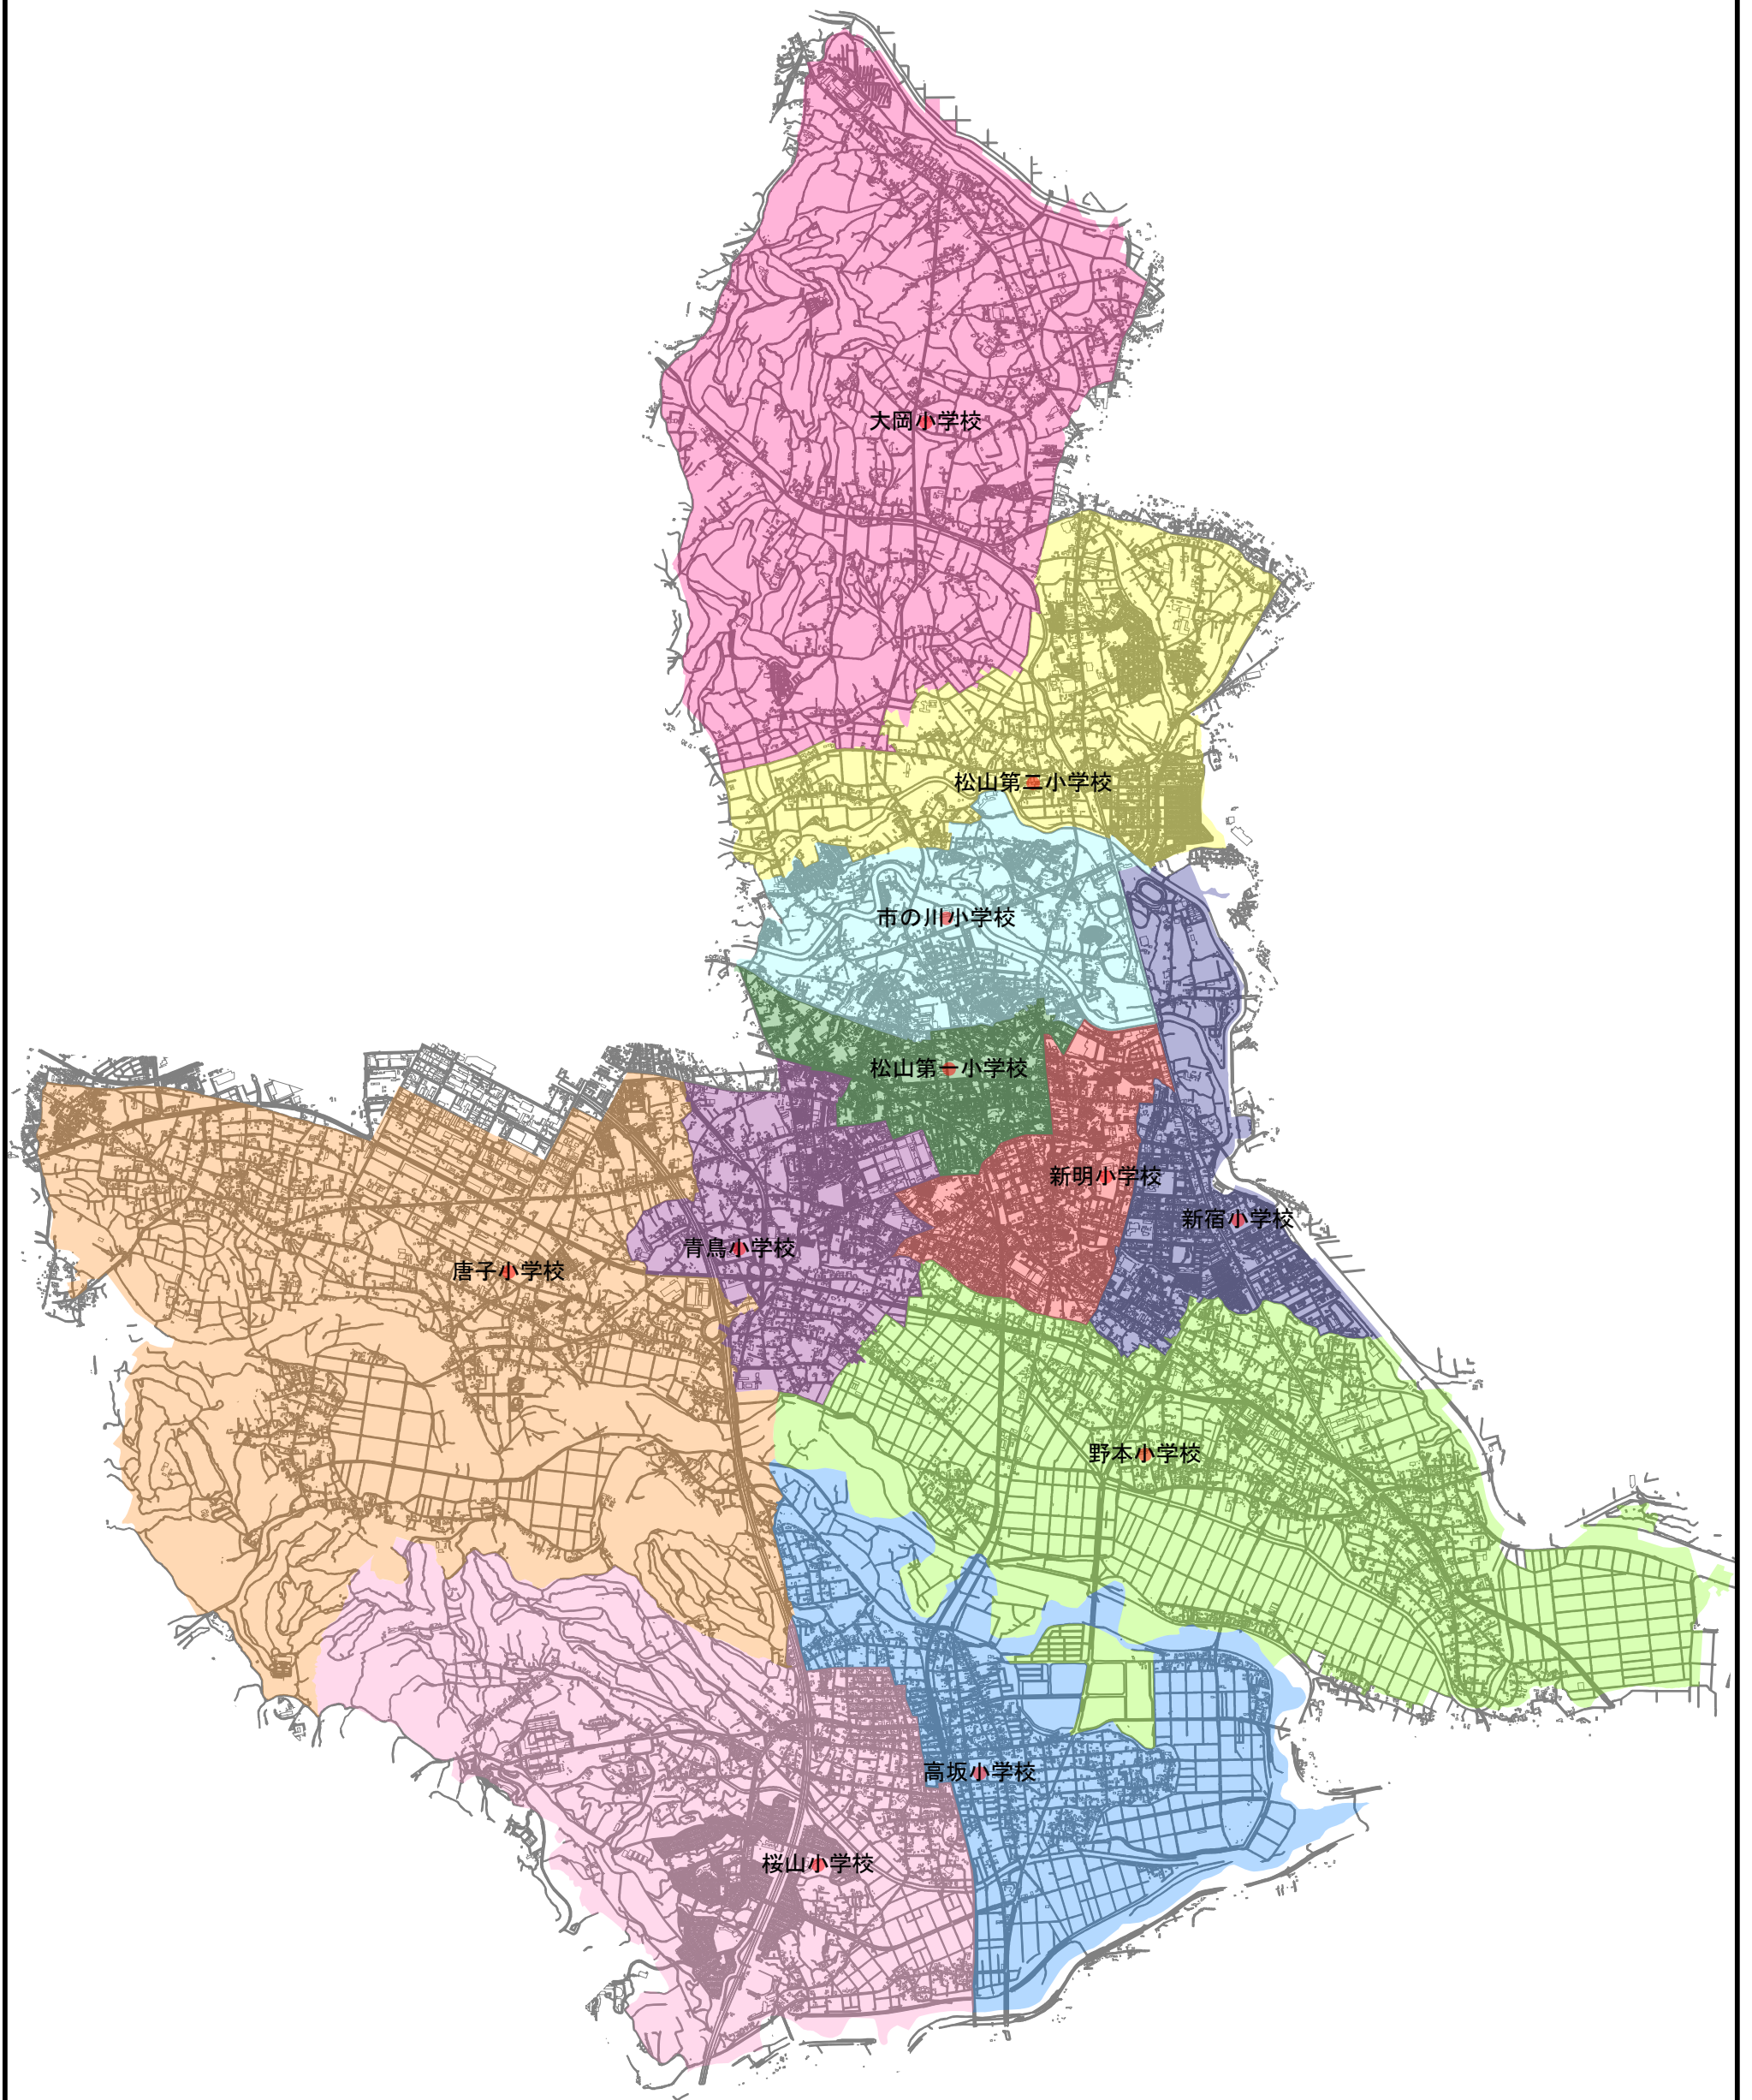 大岡小学校
松山第二小学校
市の川小学校
松山第一小学校
新明小学校
新宿小学校
青鳥小学校
唐子小学校
野本小学校
高坂小学校
桜山小学校